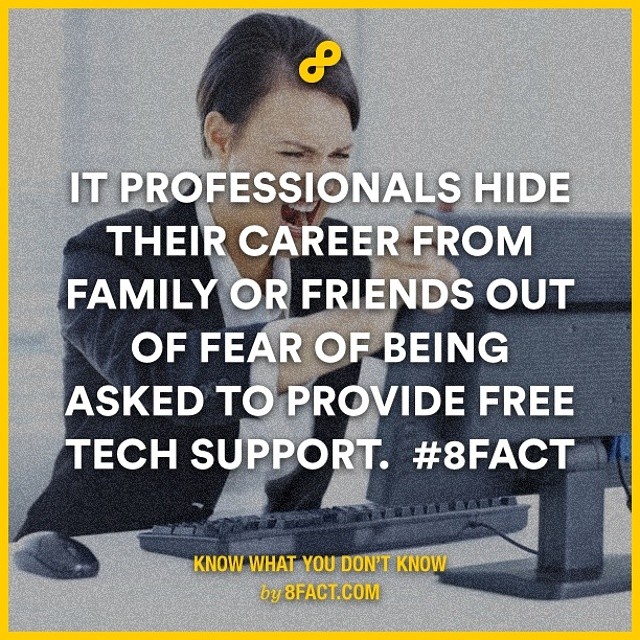 IT PROFESSIONALS HIDE
THEIR CAREER FROM
FAMILY OR FRIENDS OUT
OF FEAR OF BEING
ASKED TO PROVIDE FREE
TECH SUPPORT. #8FACT
KNOW WHAT YOU DON'T KNOW
by 8FACT.COM